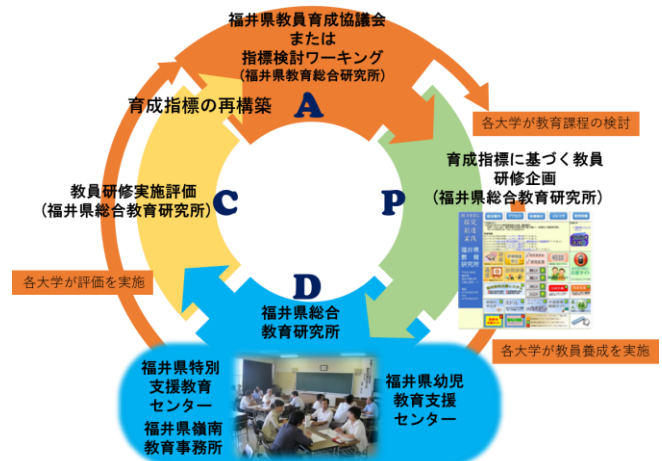 福井県教員育成協議会
または
指標検討ワーキング
(福井県教育総合研究所)
A
育成指標の再構築
各大学が教育課程の検討
育成指標に基づく教員
研修企画
(福井県総合教育研究所)
教員研修実施評価
(福井県総合教育研究所)
C
P
各大学が評価を実施
D
福井県総合
教育研究所
各大学が教員養成を実施
福井県特別
支援教育
センター
福井県嶺南
教育事務所
福井県幼児
教育支援
センター